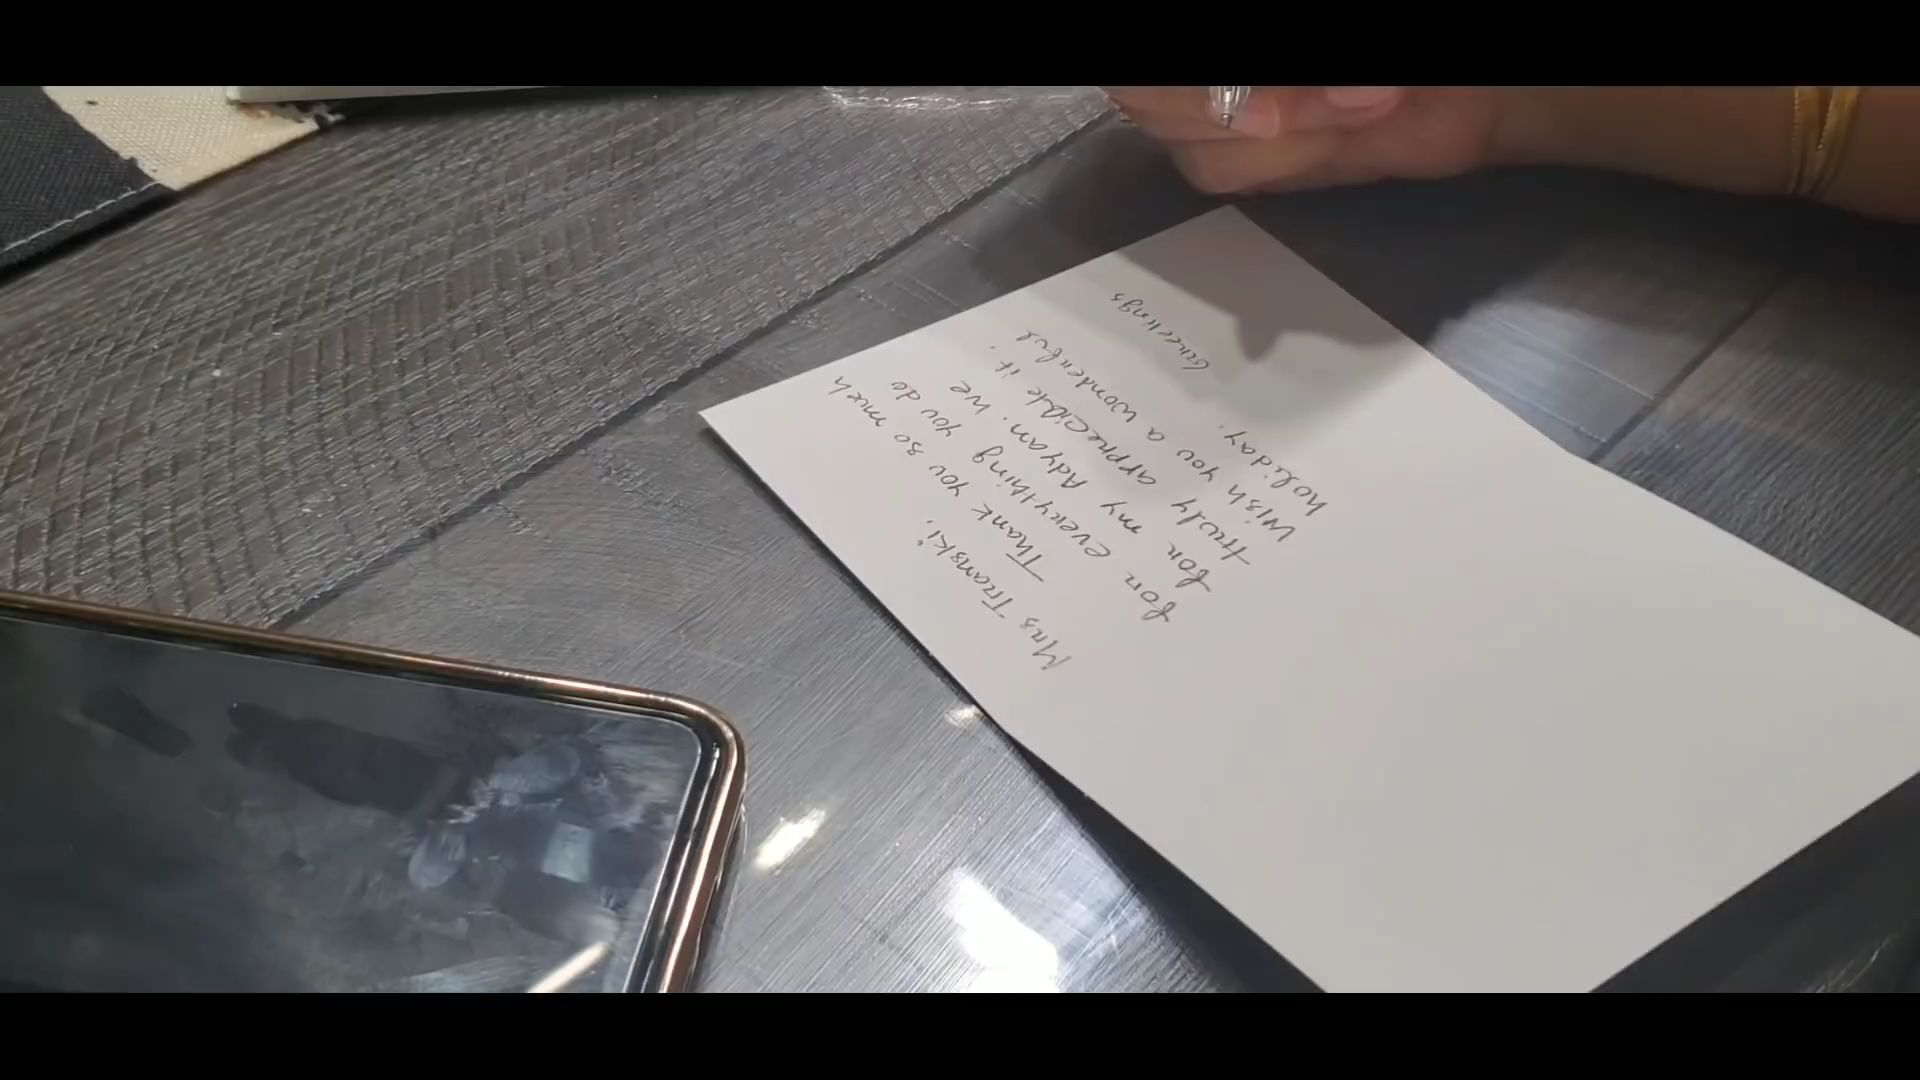 Mrs Tramski,
Thank you so much
for everything you do
for my Adyan. We
truly appreciate it.
Wish you a wonderful
holiday.
Greetings